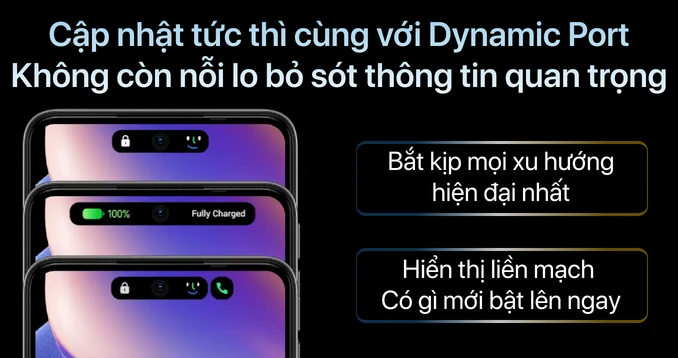 Cập nhật tức thì cùng với Dynamic Port
Không còn nỗi lo bỏ sót thông tin quan trọng
100%
Fully Charged
Bắt kịp mọi xu hướng
hiện đại nhất
Hiển thị liền mạch
Có gì mới bật lên ngay